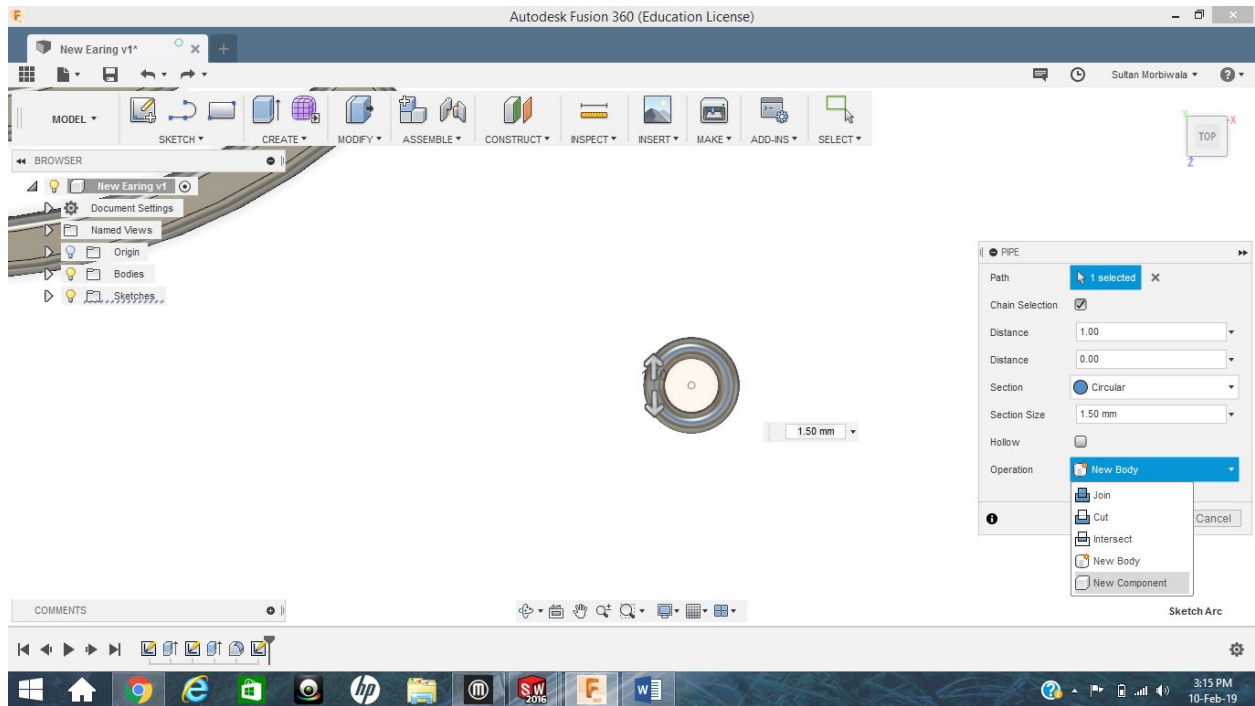 Autodesk Fusion 360 (Education License)
New Earing v1*
Sultan Morbiwala
MODEL
SKETCH
CREATE
MODIFY
ASSEMBLE
CONSTRUCT
INSPECT
INSERT
MAKE
ADD-INS
SELECT
TOP
X
Z
BROWSER
New Earing v1
Document Settings
Named Views
Origin
Bodies
Sketches
PIPE
Path 1 selected
Chain Selection
Distance 1.00
Distance 0.00
Section Circular
Section Size 1.50 mm
1.50 mm
Hollow
Operation New Body
Join
Cut
Intersect
New Body
New Component
Cancel
COMMENTS
Sketch Arc
hp
SW
2016
3:15 PM
10-Feb-19